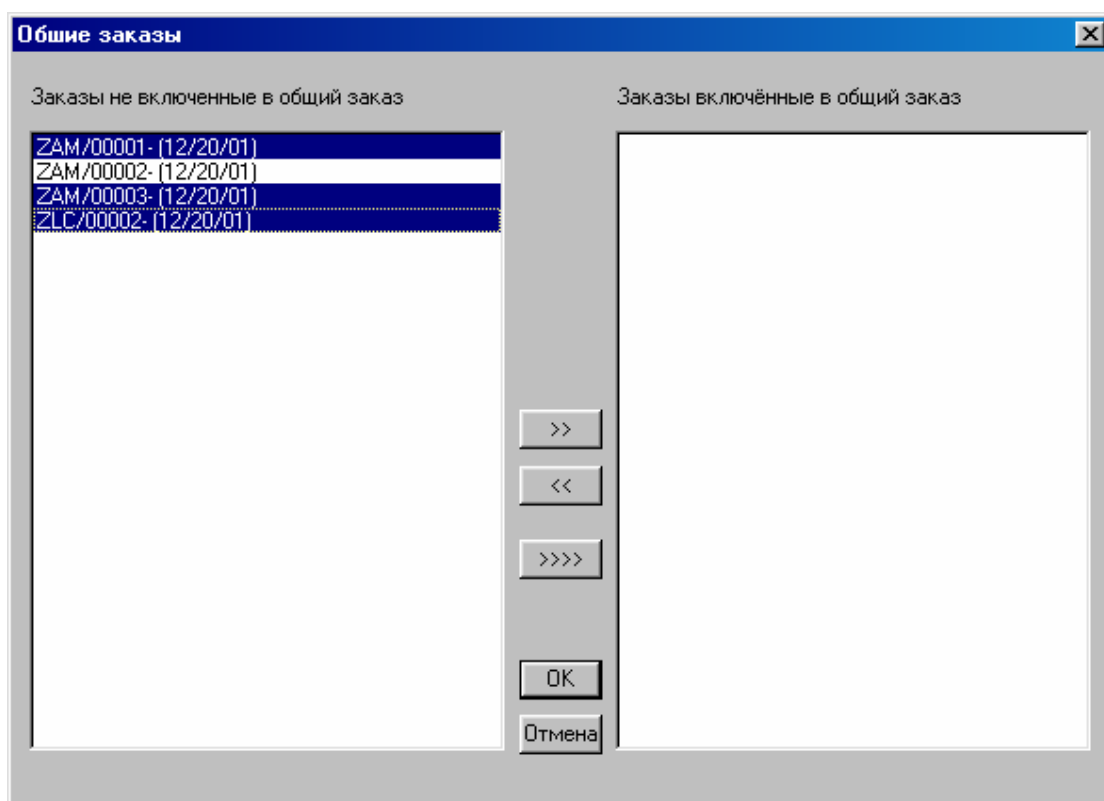 Обшие заказы
Заказы не включенные в общий заказ
Заказы включённые в общий заказ
ZAM/00001- (12/20/01)
ZAM/00002- (12/20/01)
ZAM/00003- (12/20/01)
ZLC/00002- (12/20/01)
>>
<<
>>>>
OK
Отмена